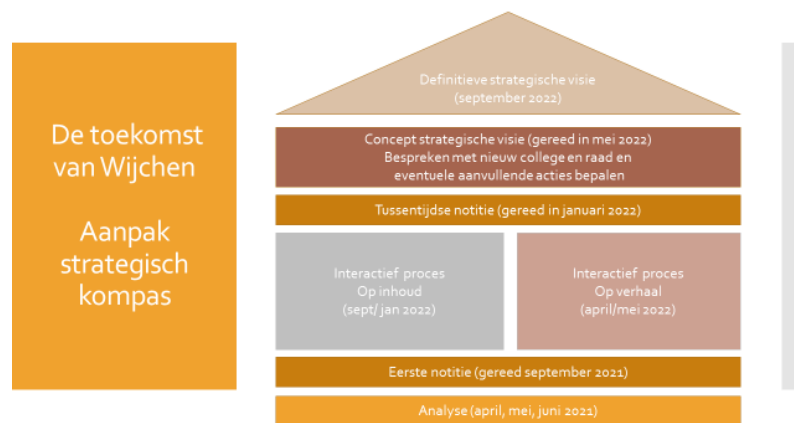 De toekomst
van Wijchen
Aanpak
strategisch
kompas
Definitieve strategische visie
(september 2022)
Concept strategische visie (gereed in mei 2022)
Bespreken met nieuw college en raad en
eventuele aanvullende acties bepalen
Tussentijdse notitie (gereed in januari 2022)
Interactief proces
Op inhoud
(sept/ jan 2022)
Interactief proces
Op verhaal
(april/mei 2022)
Eerste notitie (gereed september 2021)
Analyse (april, mei, juni 2021)